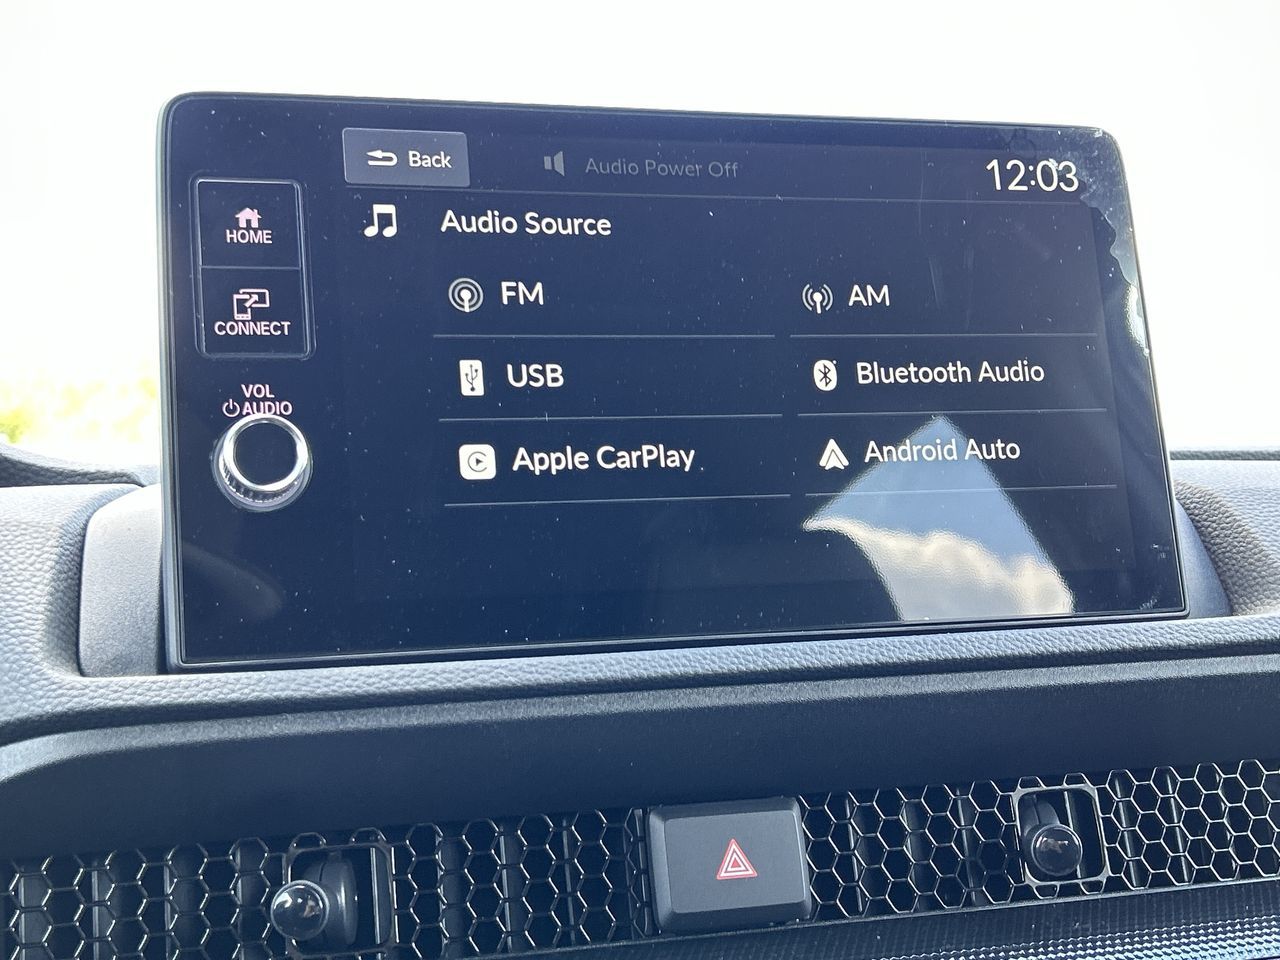 Back
Audio Power Off
12:03
HOME
CONNECT
VOL
AUDIO
Audio Source
FM
AM
USB
Bluetooth Audio
Apple CarPlay
Android Auto